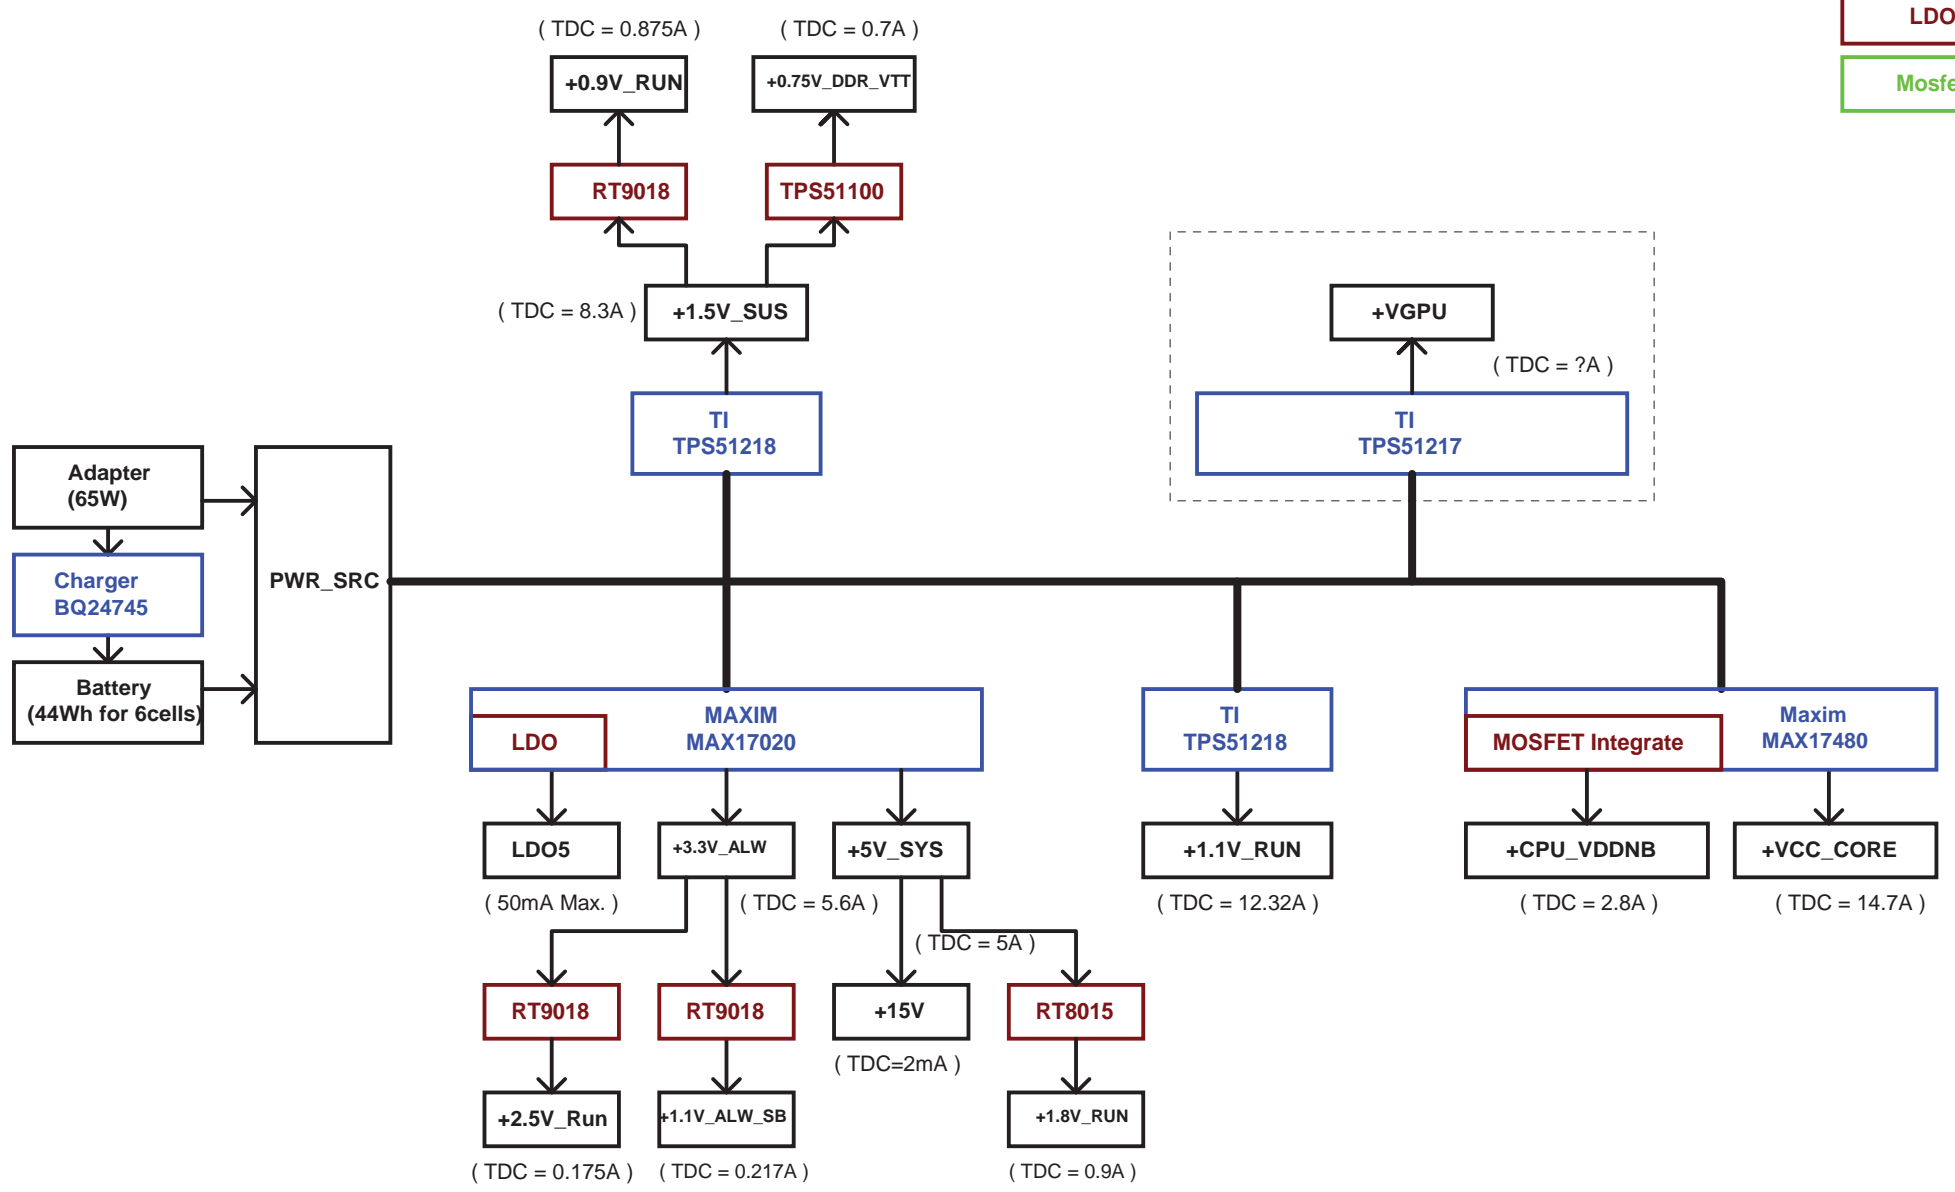 ( TDC = 0.875A )
( TDC = 0.7A )
LDO
+0.9V_RUN
+0.75V_DDR_VTT
RT9018
TPS51100
( TDC = 8.3A )
+1.5V_SUS
+VGPU
( TDC = ?A )
TI
TPS51218
TI
TPS51217
Adapter
(65W)
Charger
BQ24745
PWR_SRC
Battery
(44Wh for 6cells)
LDO
MAXIM
MAX17020
TI
TPS51218
MOSFET Integrate
Maxim
MAX17480
LDO5
+3.3V_ALW
+5V_SYS
+1.1V_RUN
+CPU_VDDNB
+VCC_CORE
( 50mA Max. )
( TDC = 5.6A )
( TDC = 12.32A )
( TDC = 2.8A )
( TDC = 14.7A )
( TDC = 5A )
RT9018
RT9018
+15V
RT8015
( TDC=2mA )
+2.5V_Run
+1.1V_ALW_SB
+1.8V_RUN
( TDC = 0.175A )
( TDC = 0.217A )
( TDC = 0.9A )